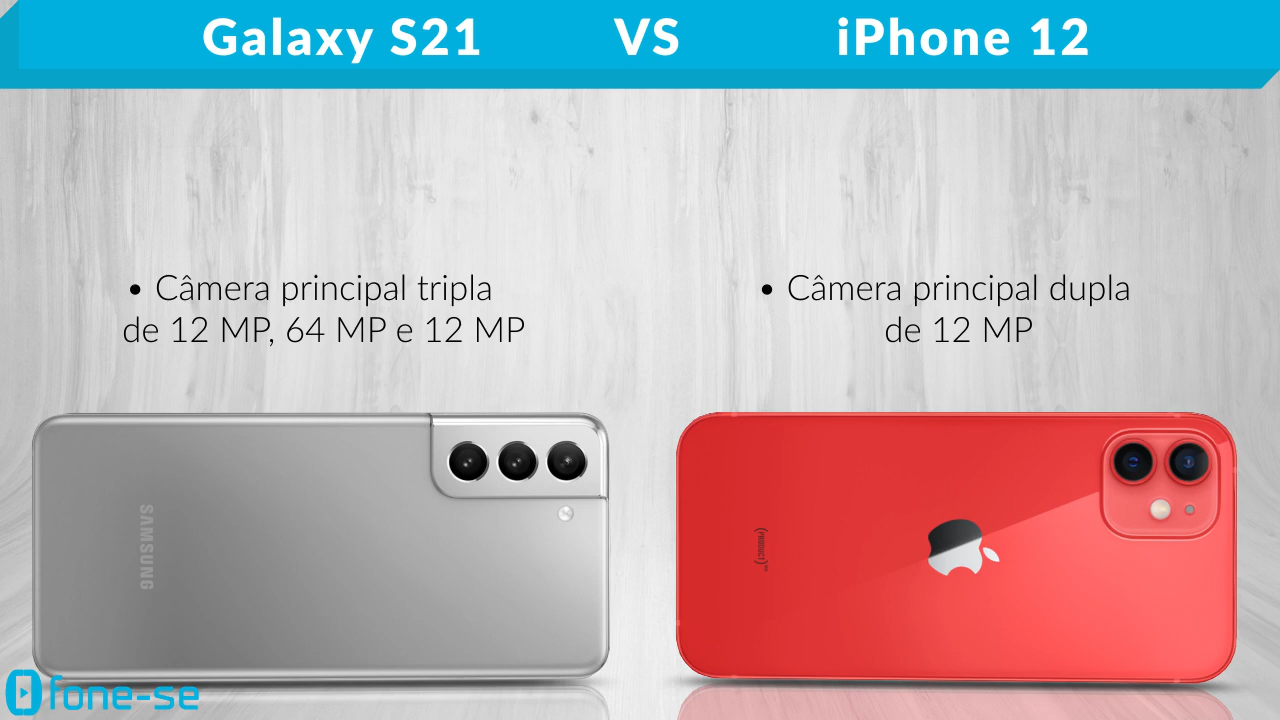 Galaxy S21 VS iPhone 12
• Câmera principal tripla
de 12 MP, 64 MP e 12 MP
• Câmera principal dupla
de 12 MP
SAMSUNG
(PRODUCT)
fone-se